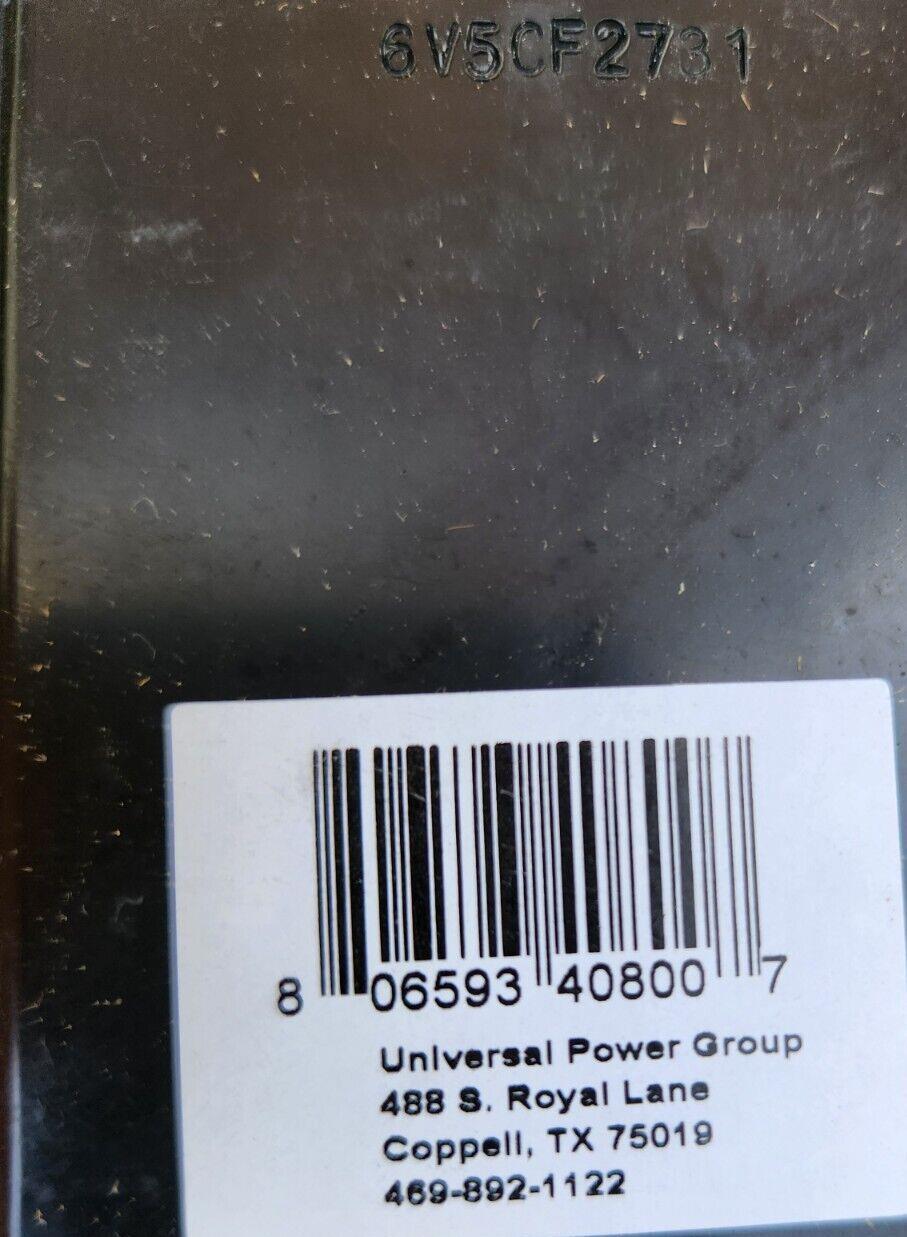 6V5CF2731
8 06593 40800 7
Universal Power Group
488 S. Royal Lane
Coppell, TX 75019
469-892-1122